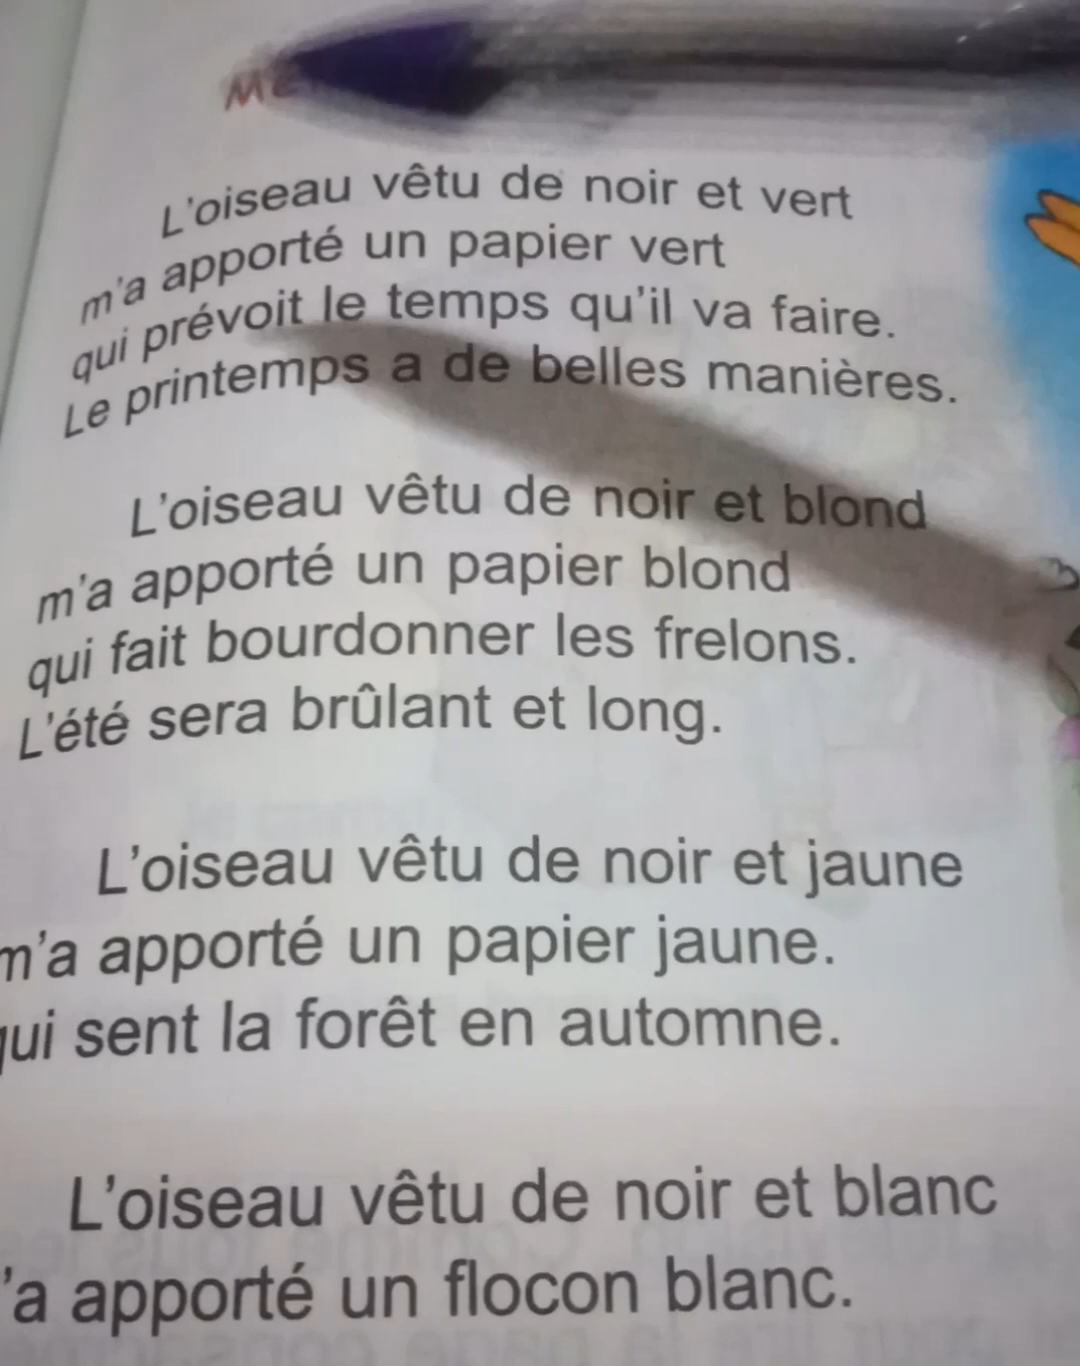 L'oiseau vêtu de noir et vert
m'a apporté un papier vert
qui prévoit le temps qu'il va faire.
Le printemps a de belles manières.
L'oiseau vêtu de noir et blond
m'a apporté un papier blond
qui fait bourdonner les frelons.
L'été sera brûlant et long.
L'oiseau vêtu de noir et jaune
m'a apporté un papier jaune.
qui sent la forêt en automne.
L'oiseau vêtu de noir et blanc
'a apporté un flocon blanc.